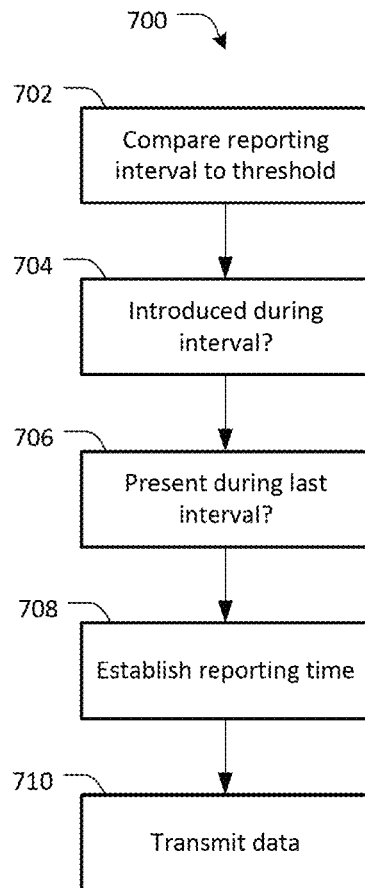 700
702
Compare reporting
interval to threshold
704
Introduced during
interval?
706
Present during last
interval?
708
Establish reporting time
710
Transmit data